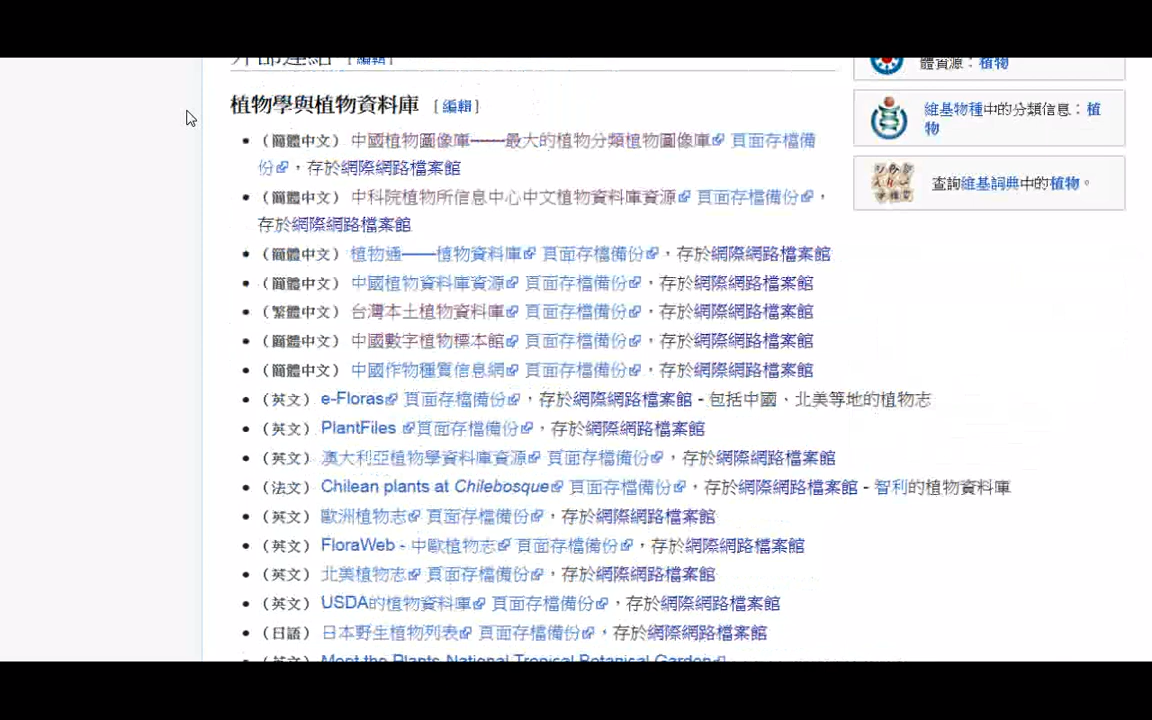 外部連結 [編輯]
植物學與植物資料庫 [編輯]
(簡體中文) 中國植物圖像庫——最大的植物分類植物圖像庫 頁面存檔備
份,存於網際網路檔案館
(簡體中文) 中科院植物所信息中心中文植物資料庫資源 頁面存檔備份,
存於網際網路檔案館
(簡體中文) 植物通——植物資料庫 頁面存檔備份,存於網際網路檔案館
(簡體中文) 中國植物資料庫資源 頁面存檔備份,存於網際網路檔案館
(繁體中文) 台灣本土植物資料庫 頁面存檔備份,存於網際網路檔案館
(簡體中文) 中國數字植物標本館 頁面存檔備份,存於網際網路檔案館
(簡體中文) 中國作物種質信息網 頁面存檔備份,存於網際網路檔案館
(英文) e-Floras 頁面存檔備份,存於網際網路檔案館 - 包括中國、北美等地的植物志
(英文) PlantFiles 頁面存檔備份,存於網際網路檔案館
(英文) 澳大利亞植物學資料庫資源 頁面存檔備份,存於網際網路檔案館
(法文) Chilean plants at Chilebosque 頁面存檔備份,存於網際網路檔案館 - 智利的植物資料庫
(英文) 歐洲植物志 頁面存檔備份,存於網際網路檔案館
(英文) FloraWeb - 中歐植物志 頁面存檔備份,存於網際網路檔案館
(英文) 北美植物志 頁面存檔備份,存於網際網路檔案館
(英文) USDA的植物資料庫 頁面存檔備份,存於網際網路檔案館
(日語) 日本野生植物列表 頁面存檔備份,存於網際網路檔案館
(英文) Meet the Plants-National Tropical Botanical Garden
體資源:植物
維基物種中的分類信息:植
物
查詢維基詞典中的植物。